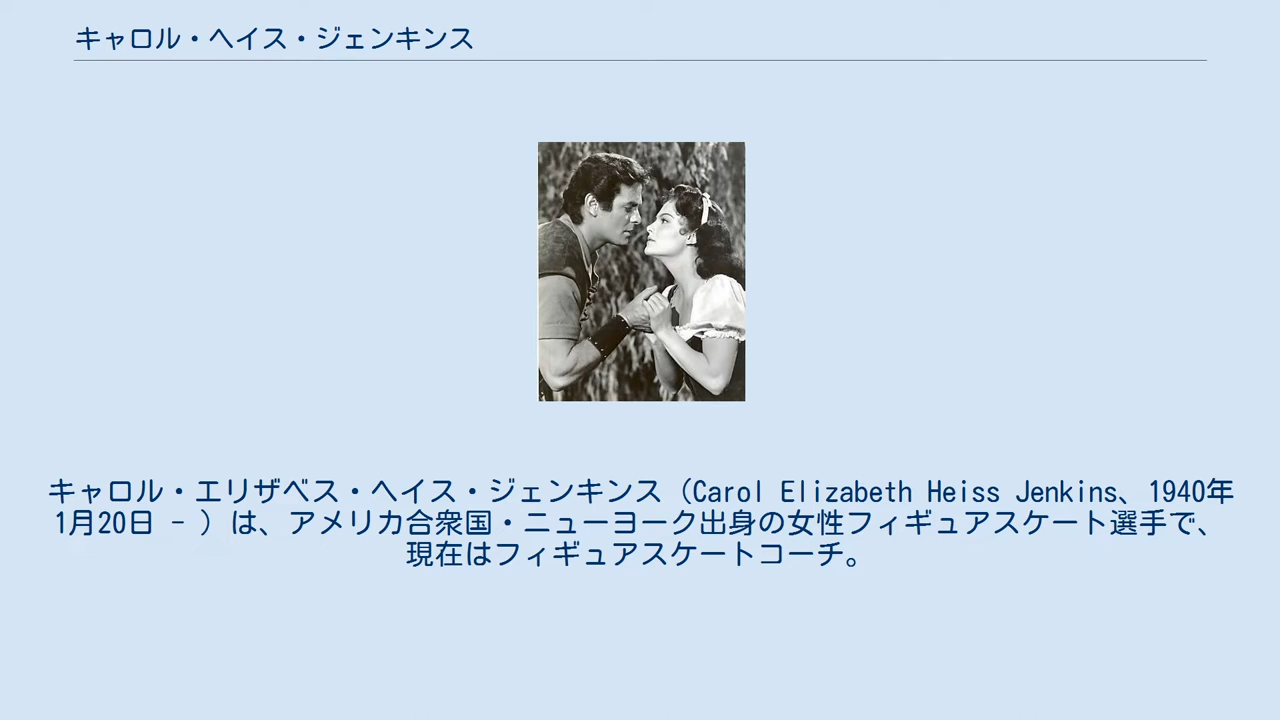 キャロル・ヘイス・ジェンキンス
キャロル・エリザベス・ヘイス・ジェンキンス（Carol Elizabeth Heiss Jenkins、1940年
1月20日 - ）は、アメリカ合衆国・ニューヨーク出身の女性フィギュアスケート選手で、
現在はフィギュアスケートコーチ。